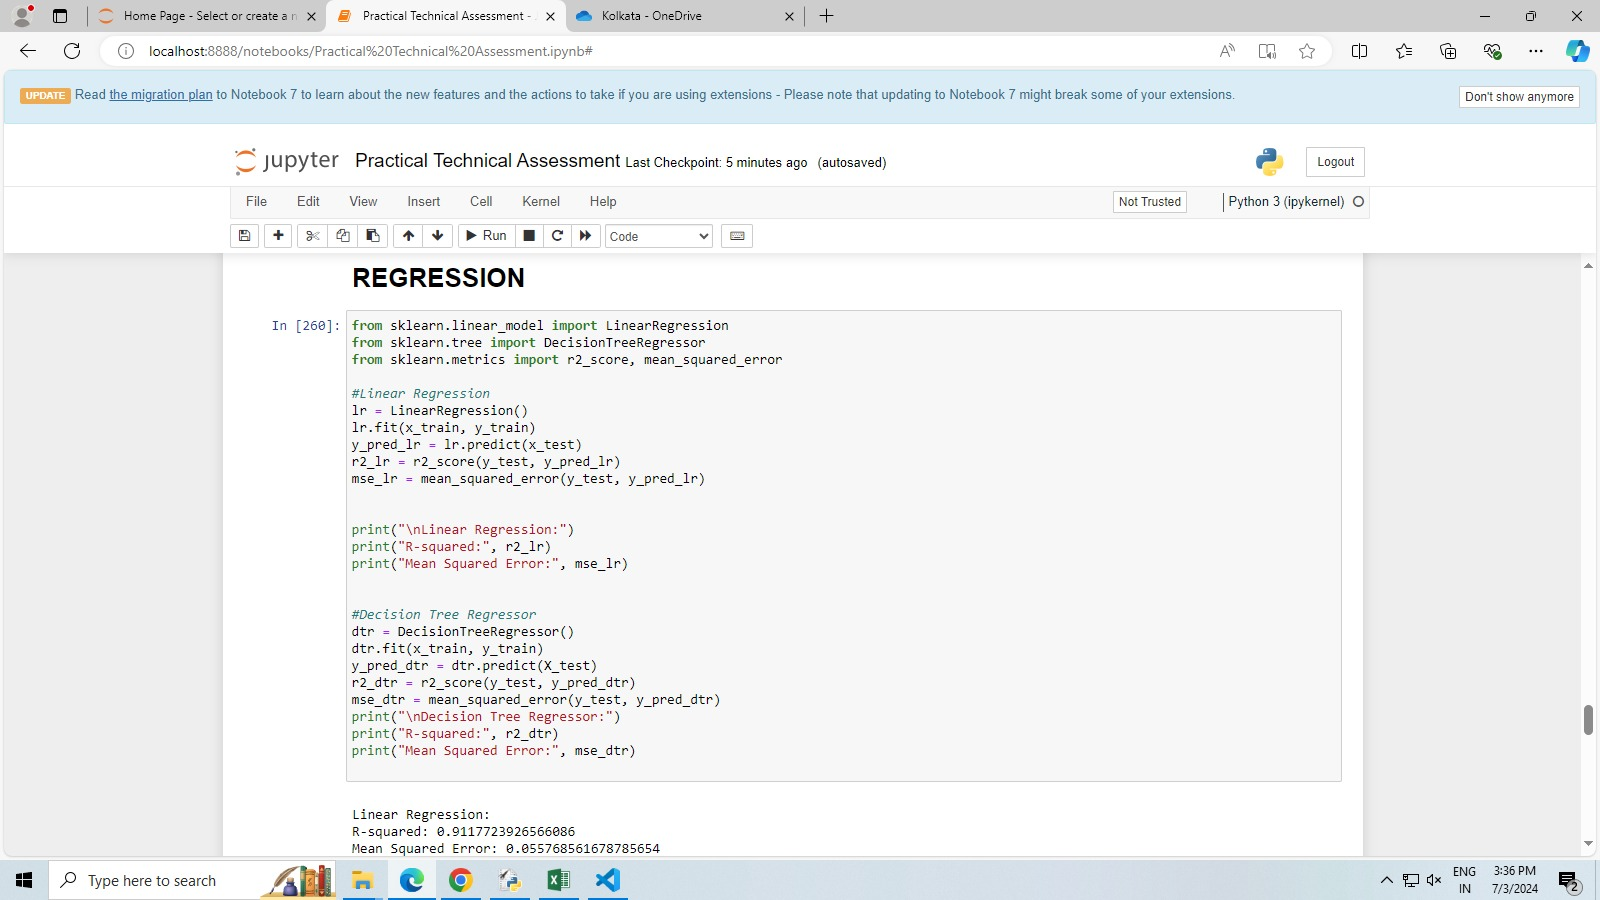 Home Page - Select or create a n
Practical Technical Assessment -
Kolkata - OneDrive
localhost:8888/notebooks/Practical%20Technical%20Assessment.ipynb#
UPDATE Read the migration plan to Notebook 7 to learn about the new features and the actions to take if you are using extensions - Please note that updating to Notebook 7 might break some of your extensions.
Don't show anymore
jupyter Practical Technical Assessment Last Checkpoint: 5 minutes ago (autosaved)
Logout
File Edit View Insert Cell Kernel Help
Not Trusted
Python 3 (ipykernel)
Run
Code
REGRESSION
In [260]:
from sklearn.linear_model import LinearRegression
from sklearn.tree import DecisionTreeRegressor
from sklearn.metrics import r2_score, mean_squared_error
#Linear Regression
lr = LinearRegression()
lr.fit(x_train, y_train)
y_pred_lr = lr.predict(x_test)
r2_lr = r2_score(y_test, y_pred_lr)
mse_lr = mean_squared_error(y_test, y_pred_lr)
print("\nLinear Regression:")
print("R-squared:", r2_lr)
print("Mean Squared Error:", mse_lr)
#Decision Tree Regressor
dtr = DecisionTreeRegressor()
dtr.fit(x_train, y_train)
y_pred_dtr = dtr.predict(X_test)
r2_dtr = r2_score(y_test, y_pred_dtr)
mse_dtr = mean_squared_error(y_test, y_pred_dtr)
print("\nDecision Tree Regressor:")
print("R-squared:", r2_dtr)
print("Mean Squared Error:", mse_dtr)
Linear Regression:
R-squared: 0.9117723926566086
Mean Squared Error: 0.055768561678785654
Type here to search
ENG
IN
3:36 PM
7/3/2024
2